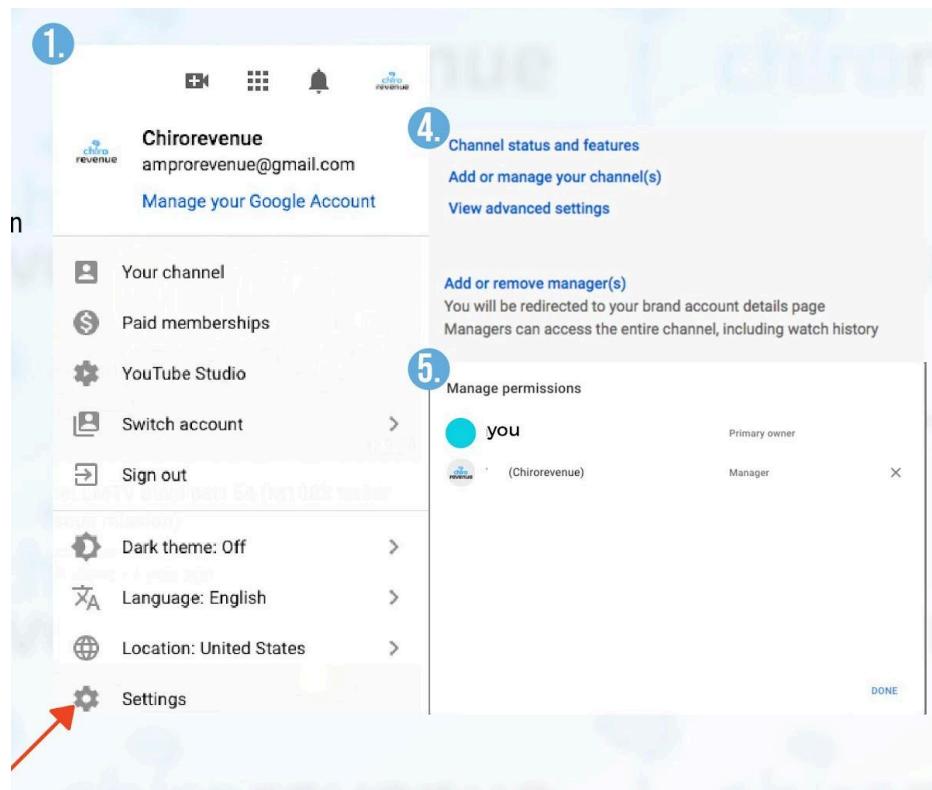 1.
chiro
revenue
Chirorevenue
chiro
revenue
amprorevenue@gmail.com
Manage your Google Account
n
Your channel
Paid memberships
YouTube Studio
Switch account
Sign out
Dark theme: Off
Language: English
Location: United States
Settings
4.
Channel status and features
Add or manage your channel(s)
View advanced settings
Add or remove manager(s)
You will be redirected to your brand account details page
Managers can access the entire channel, including watch history
5.
Manage permissions
you
Primary owner
chiro
revenue
(Chirorevenue)
Manager
DONE